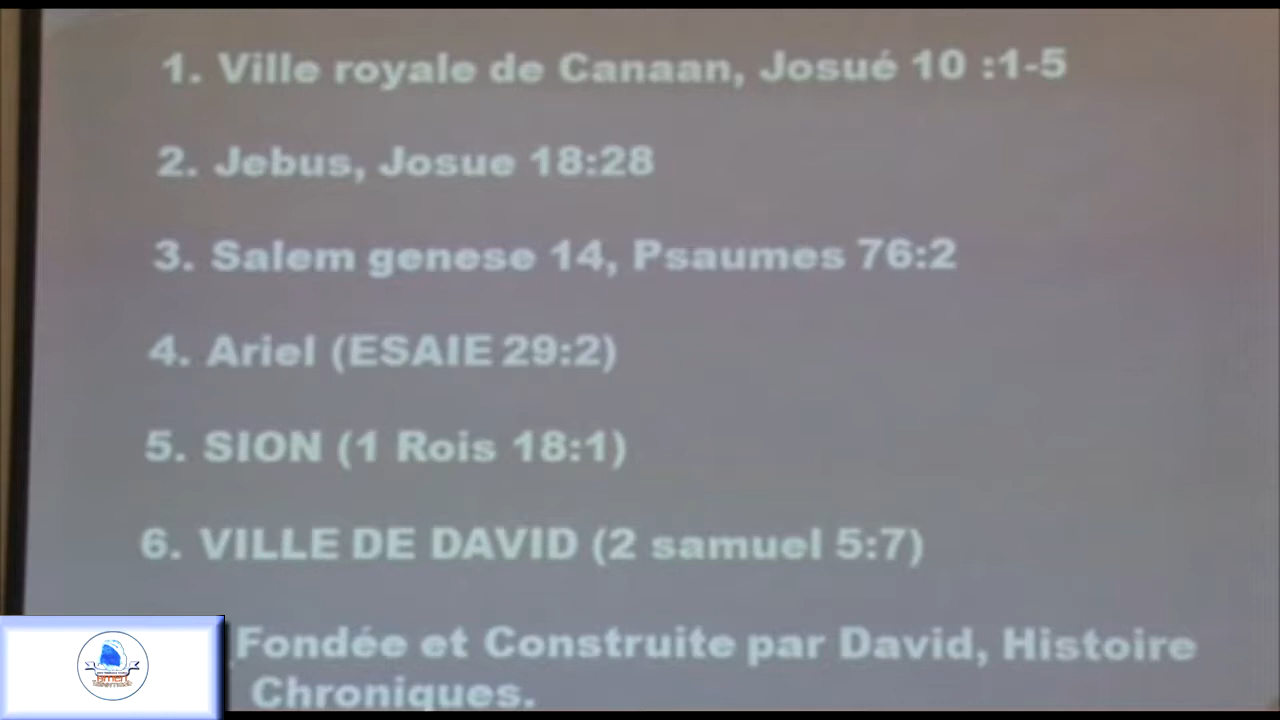 1. Ville royale de Canaan, Josué 10 :1-5
2. Jebus, Josue 18:28
3. Salem genese 14, Psaumes 76:2
4. Ariel (ESAIE 29:2)
5. SION (1 Rois 18:1)
6. VILLE DE DAVID (2 samuel 5:7)
Fondée et Construite par David, Histoire
Chroniques.